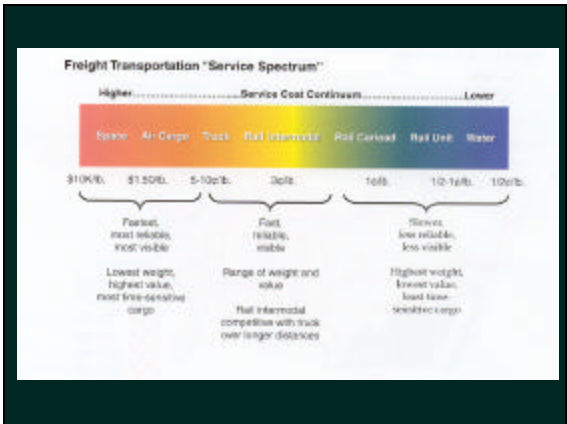 Freight Transportation "Service Spectrum"
Higher....................Service Cost Continuum....................Lower
Space Air Cargo Truck Rail Intermodal Rail Carload Rail Unit Water
$10K/lb. $1.50/lb. 5-10¢/lb. 3¢/lb. 1¢/lb. 1/2-1¢/lb. 1/2¢/lb.
Fastest,
most reliable,
most visible
Lowest weight,
highest value,
most time-sensitive
cargo
Fast,
reliable,
visible
Range of weight and
value
Rail intermodal
competitive with truck
over longer distances
Slower,
less reliable,
less visible
Highest weight,
lowest value,
least time-
sensitive cargo